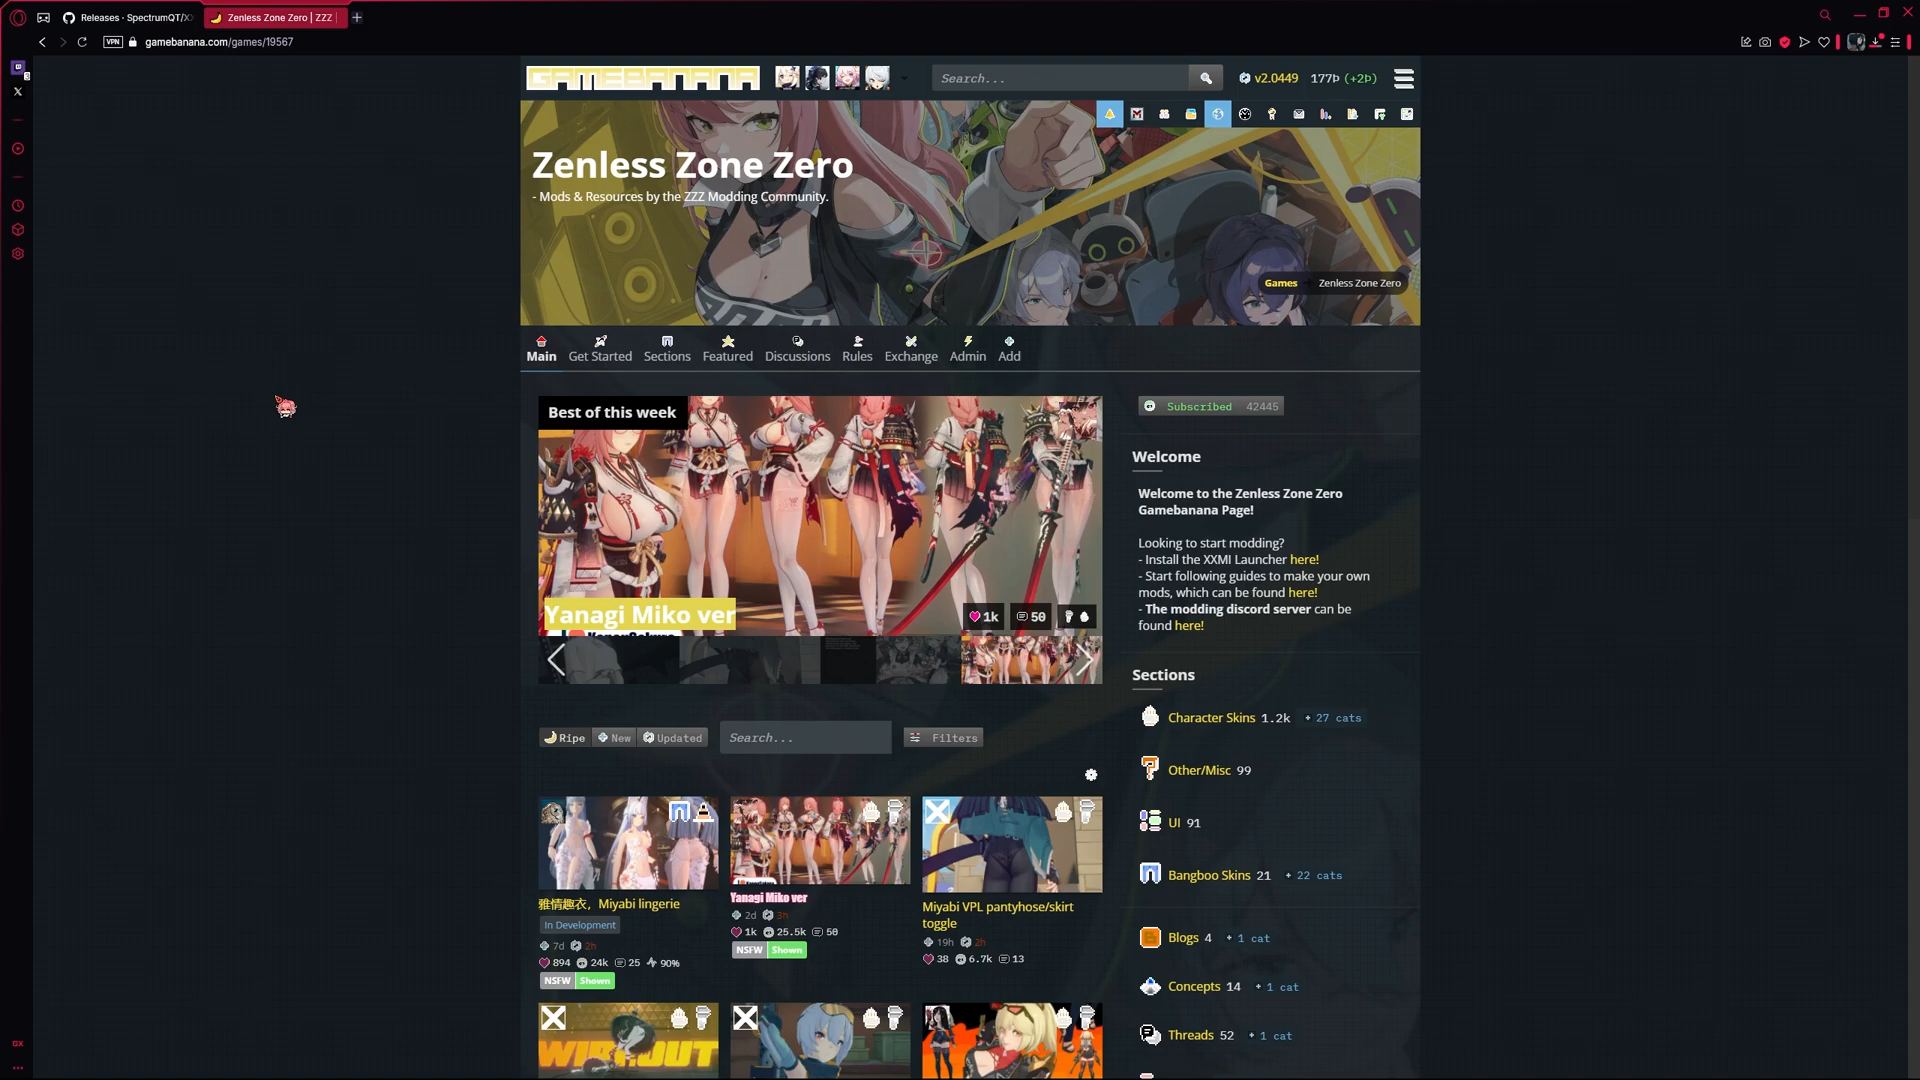 Releases · SpectrumQT/X
Zenless Zone Zero | ZZZ
VPN
gamebanana.com/games/19567
GAMEBANANA
Search...
v2.0449
177Þ (+2Þ)
Zenless Zone Zero
- Mods & Resources by the ZZZ Modding Community.
Games
Zenless Zone Zero
Main
Get Started
Sections
Featured
Discussions
Rules
Exchange
Admin
Add
Best of this week
Yanagi Miko ver
1k
50
Subscribed 42445
Welcome
Welcome to the Zenless Zone Zero
Gamebanana Page!
Looking to start modding?
- Install the XXMI Launcher here!
- Start following guides to make your own
mods, which can be found here!
- The modding discord server can be
found here!
Ripe
New
Updated
Search...
Filters
雅情趣衣，Miyabi lingerie
In Development
7d 2h
894 24k 25 90%
NSFW Shown
Yanagi Miko ver
2d 3h
1k 25.5k 50
NSFW Shown
Miyabi VPL pantyhose/skirt
toggle
19h 2h
38 6.7k 13
Sections
Character Skins 1.2k + 27 cats
Other/Misc 99
UI 91
Bangboo Skins 21 + 22 cats
Blogs 4 + 1 cat
Concepts 14 + 1 cat
Threads 52 + 1 cat
GX